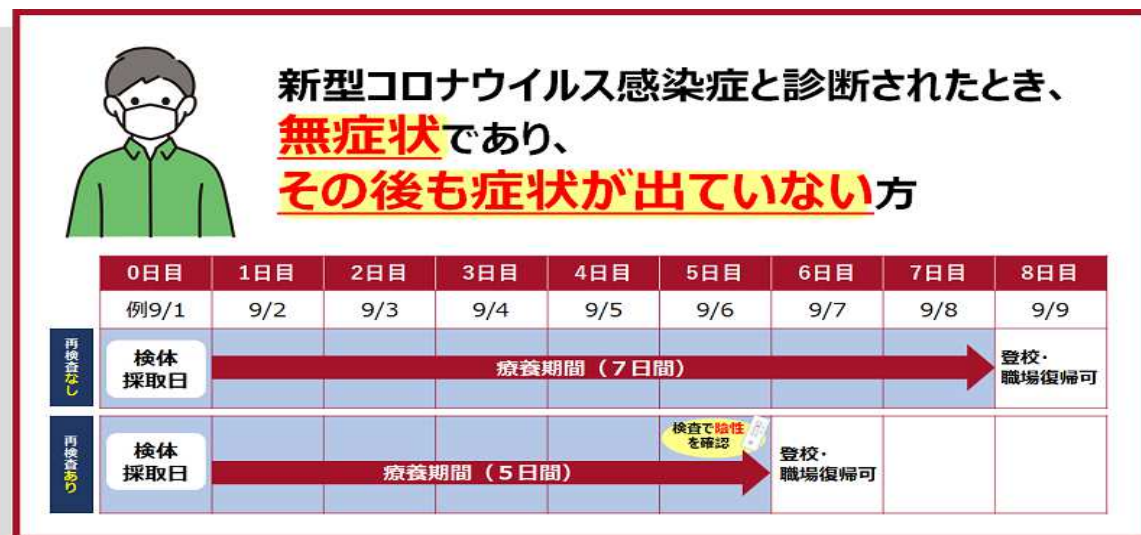 新型コロナウイルス感染症と診断されたとき、
無症状であり、
その後も症状が出ていない方
0日目 1日目 2日目 3日目 4日目 5日目 6日目 7日目 8日目
例9/1 9/2 9/3 9/4 9/5 9/6 9/7 9/8 9/9
再検査なし
検体
採取日
療養期間（７日間）
登校・
職場復帰可
再検査あり
検体
採取日
療養期間（５日間）
検査で陰性
を確認
登校・
職場復帰可